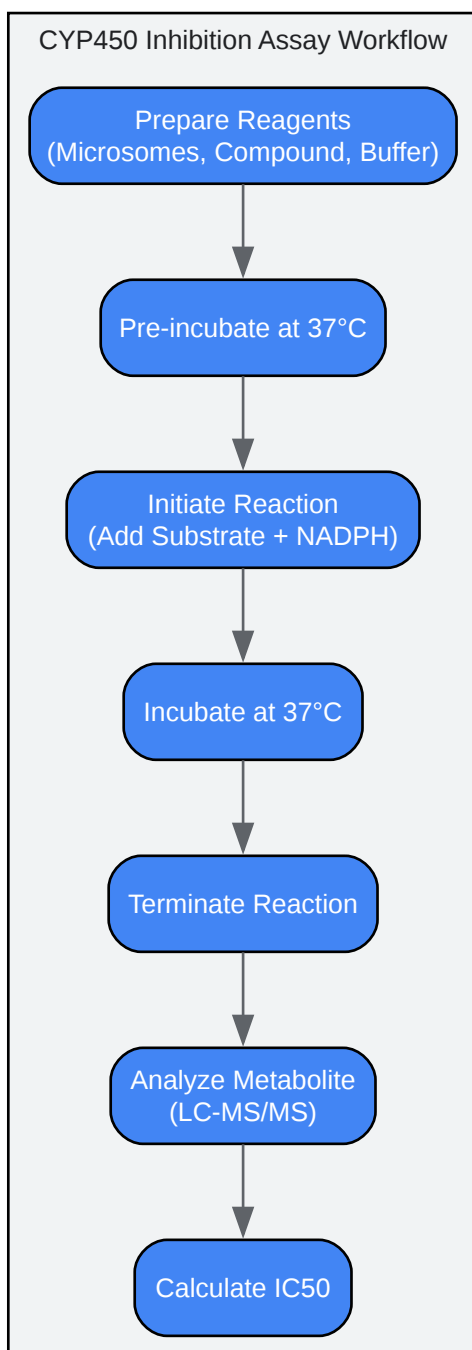 CYP450 Inhibition Assay Workflow
Prepare Reagents
(Microsomes, Compound, Buffer)
Pre-incubate at 37°C
Initiate Reaction
(Add Substrate + NADPH)
Incubate at 37°C
Terminate Reaction
Analyze Metabolite
(LC-MS/MS)
Calculate IC50